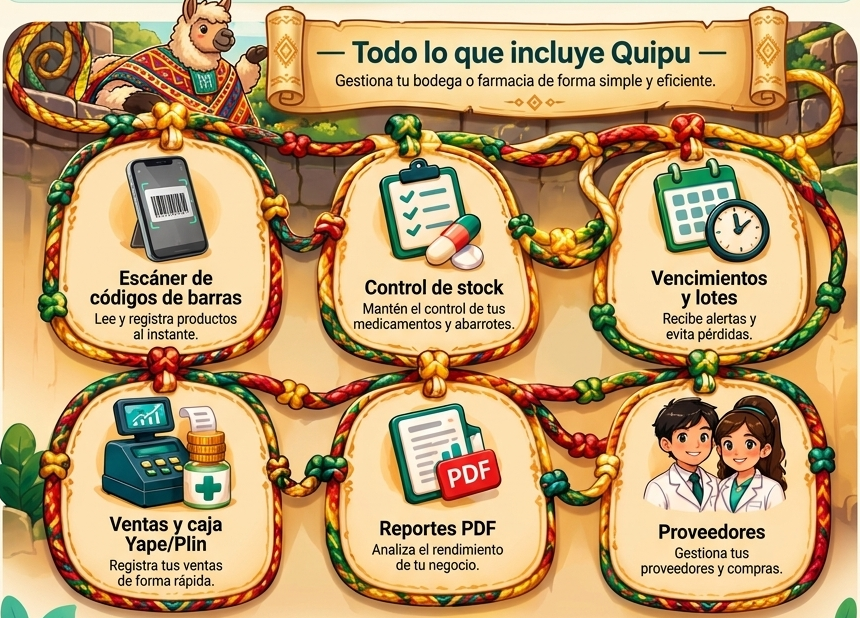 Todo lo que incluye Quipu
Gestiona tu bodega o farmacia de forma simple y eficiente.
Escáner de
códigos de barras
Lee y registra productos
al instante.
Control de stock
Mantén el control de tus
medicamentos y abarrotes.
Vencimientos
y lotes
Recibe alertas y
evita pérdidas.
Ventas y caja
Yape/Plin
Registra tus ventas
de forma rápida.
PDF
Reportes PDF
Analiza el rendimiento
de tu negocio.
Proveedores
Gestiona tus
proveedores y compras.